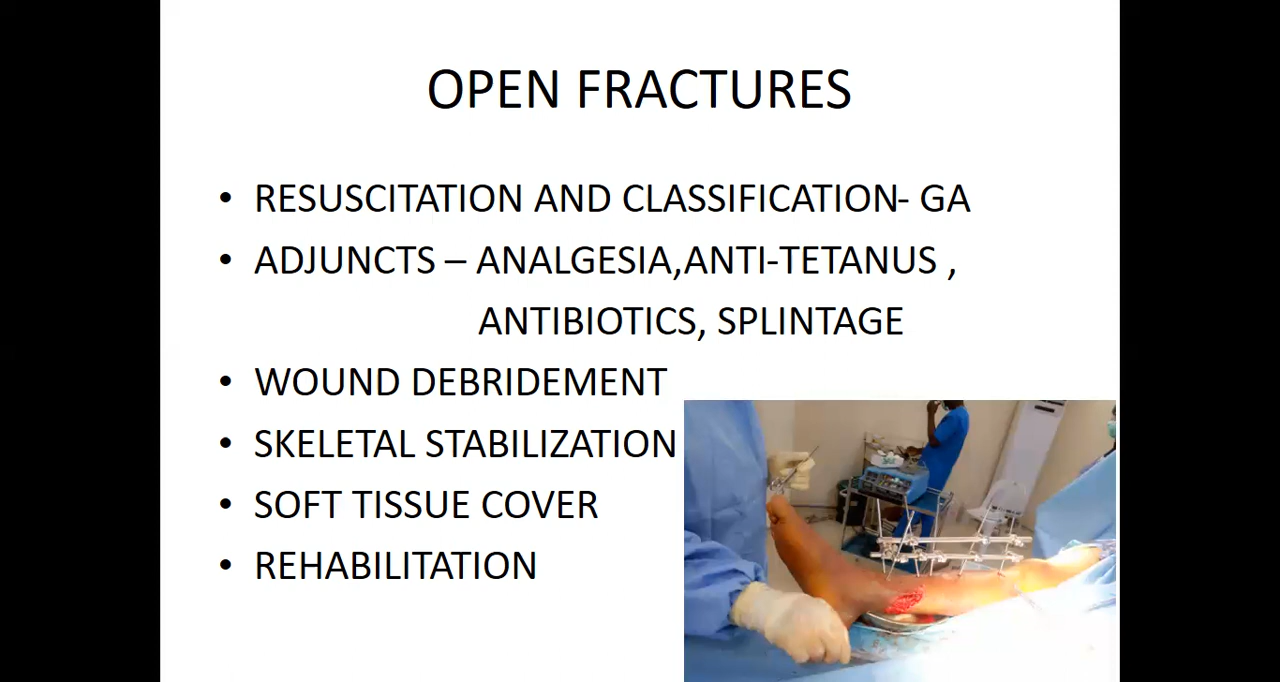 OPEN FRACTURES
• RESUSCITATION AND CLASSIFICATION- GA
• ADJUNCTS – ANALGESIA,ANTI-TETANUS ,
ANTIBIOTICS, SPLINTAGE
• WOUND DEBRIDEMENT
• SKELETAL STABILIZATION
• SOFT TISSUE COVER
• REHABILITATION